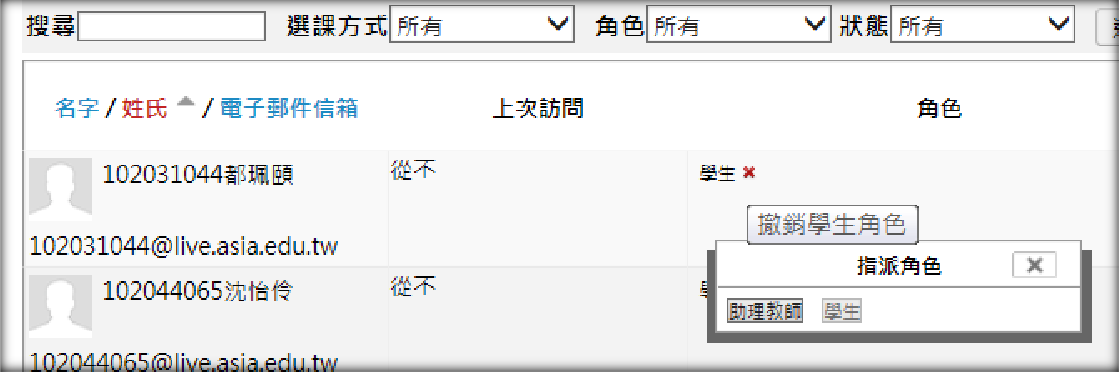 搜尋 選課方式 所有 角色 所有 狀態 所有
名字 / 姓氏 / 電子郵件信箱 上次訪問 角色
102031044都珮頤 從不 學生
102031044@live.asia.edu.tw
撤銷學生角色
指派角色
102044065沈怡伶 從不
助理教師 學生
102044065@live.asia.edu.tw